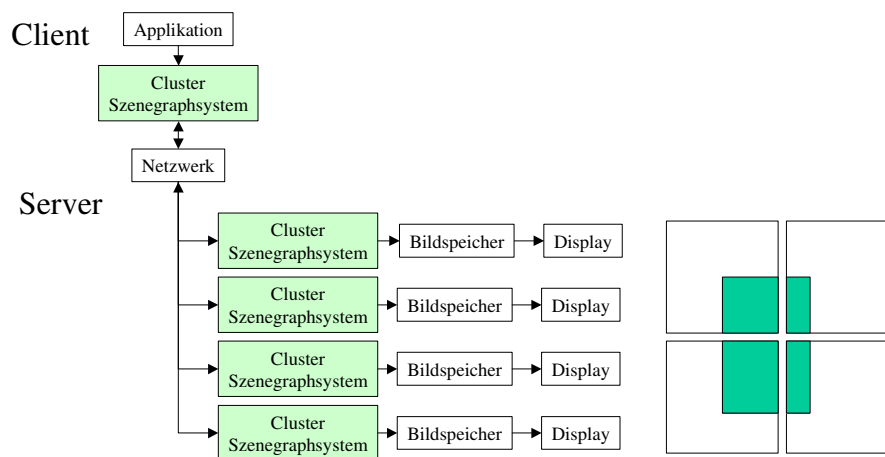 Client
Applikation
Cluster
Szenegraphsystem
Netzwerk
Server
Cluster
Szenegraphsystem
Bildspeicher
Display
Cluster
Szenegraphsystem
Bildspeicher
Display
Cluster
Szenegraphsystem
Bildspeicher
Display
Cluster
Szenegraphsystem
Bildspeicher
Display